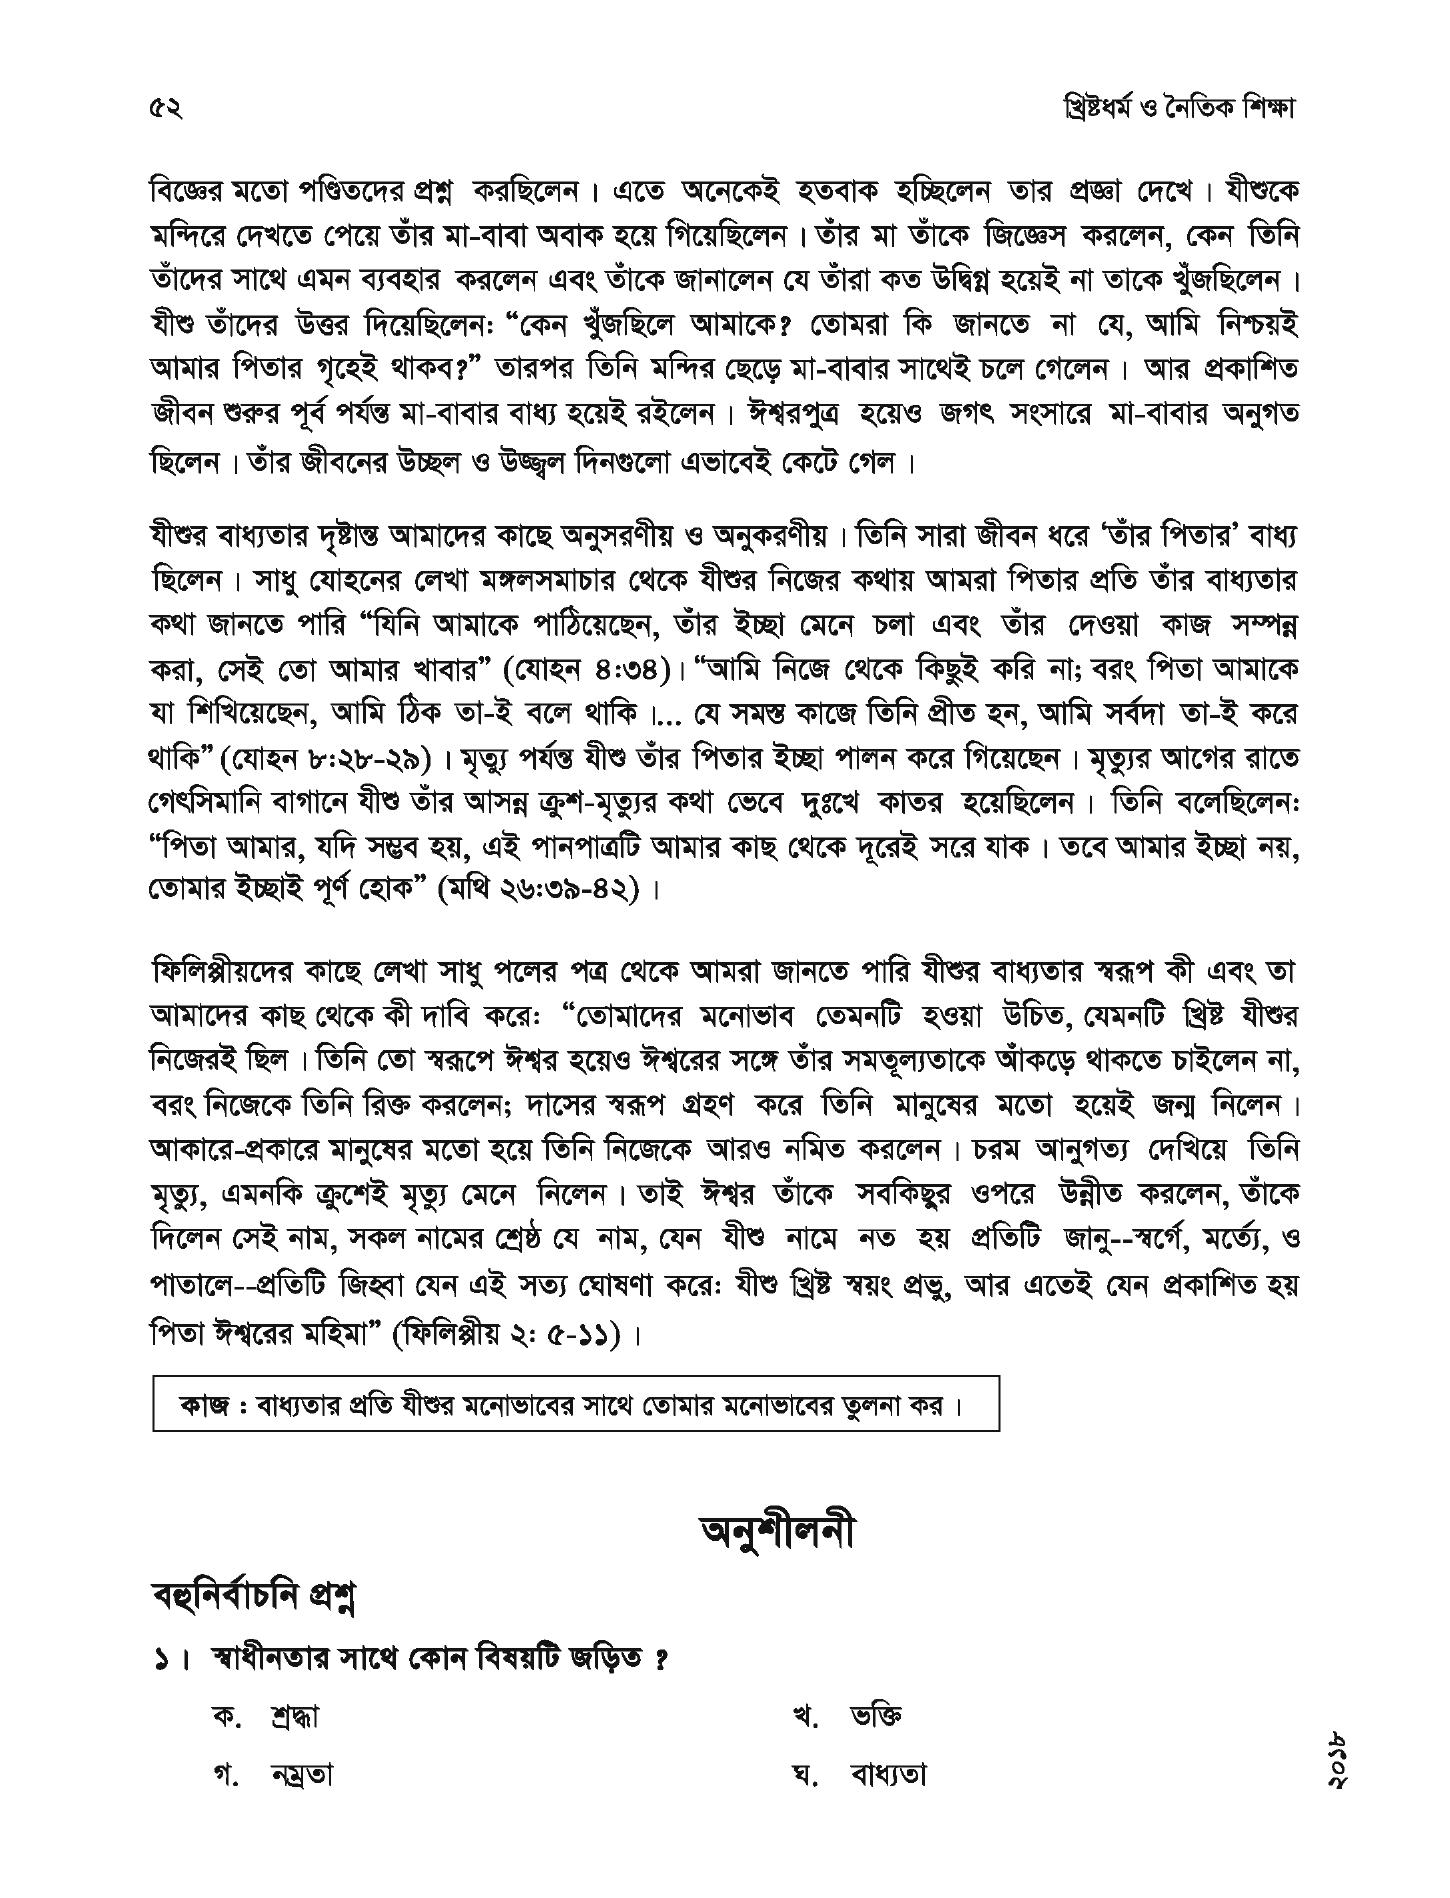 ৫২
খ্রিষ্টধর্ম ও নৈতিক শিক্ষা
বিজ্ঞের মতো পণ্ডিতদের প্রশ্ন করছিলেন। এতে অনেকেই হতবাক হচ্ছিলেন তার প্রজ্ঞা দেখে। যীশুকে
মন্দিরে দেখতে পেয়ে তাঁর মা-বাবা অবাক হয়ে গিয়েছিলেন। তাঁর মা তাঁকে জিজ্ঞেস করলেন, কেন তিনি
তাঁদের সাথে এমন ব্যবহার করলেন এবং তাঁকে জানালেন যে তাঁরা কত উদ্বিগ্ন হয়েই না তাকে খুঁজছিলেন।
যীশু তাঁদের উত্তর দিয়েছিলেন: “কেন খুঁজছিলে আমাকে? তোমরা কি জানতে না যে, আমি নিশ্চয়ই
আমার পিতার গৃহেই থাকব?” তারপর তিনি মন্দির ছেড়ে মা-বাবার সাথেই চলে গেলেন। আর প্রকাশিত
জীবন শুরুর পূর্ব পর্যন্ত মা-বাবার বাধ্য হয়েই রইলেন। ঈশ্বরপুত্র হয়েও জগৎ সংসারে মা-বাবার অনুগত
ছিলেন। তাঁর জীবনের উচ্ছল ও উজ্জ্বল দিনগুলো এভাবেই কেটে গেল।
যীশুর বাধ্যতার দৃষ্টান্ত আমাদের কাছে অনুসরণীয় ও অনুকরণীয়। তিনি সারা জীবন ধরে ‘তাঁর পিতার’ বাধ্য
ছিলেন। সাধু যোহনের লেখা মঙ্গলসমাচার থেকে যীশুর নিজের কথায় আমরা পিতার প্রতি তাঁর বাধ্যতার
কথা জানতে পারি “যিনি আমাকে পাঠিয়েছেন, তাঁর ইচ্ছা মেনে চলা এবং তাঁর দেওয়া কাজ সম্পন্ন
করা, সেই তো আমার খাবার” (যোহন ৪:৩৪)। “আমি নিজে থেকে কিছুই করি না; বরং পিতা আমাকে
যা শিখিয়েছেন, আমি ঠিক তা-ই বলে থাকি।... যে সমস্ত কাজে তিনি প্রীত হন, আমি সর্বদা তা-ই করে
থাকি” (যোহন ৮:২৮-২৯)। মৃত্যু পর্যন্ত যীশু তাঁর পিতার ইচ্ছা পালন করে গিয়েছেন। মৃত্যুর আগের রাতে
গেৎসিমানি বাগানে যীশু তাঁর আসন্ন ক্রুশ-মৃত্যুর কথা ভেবে দুঃখে কাতর হয়েছিলেন। তিনি বলেছিলেন:
“পিতা আমার, যদি সম্ভব হয়, এই পানপাত্রটি আমার কাছ থেকে দূরেই সরে যাক। তবে আমার ইচ্ছা নয়,
তোমার ইচ্ছাই পূর্ণ হোক” (মথি ২৬:৩৯-৪২)।
ফিলিপ্পীয়দের কাছে লেখা সাধু পলের পত্র থেকে আমরা জানতে পারি যীশুর বাধ্যতার স্বরূপ কী এবং তা
আমাদের কাছ থেকে কী দাবি করে: “তোমাদের মনোভাব তেমনটি হওয়া উচিত, যেমনটি খ্রিষ্ট যীশুর
নিজেরই ছিল। তিনি তো স্বরূপে ঈশ্বর হয়েও ঈশ্বরের সঙ্গে তাঁর সমতূল্যতাকে আঁকড়ে থাকতে চাইলেন না,
বরং নিজেকে তিনি রিক্ত করলেন; দাসের স্বরূপ গ্রহণ করে তিনি মানুষের মতো হয়েই জন্ম নিলেন।
আকারে-প্রকারে মানুষের মতো হয়ে তিনি নিজেকে আরও নমিত করলেন। চরম আনুগত্য দেখিয়ে তিনি
মৃত্যু, এমনকি ক্রুশেই মৃত্যু মেনে নিলেন। তাই ঈশ্বর তাঁকে সবকিছুর ওপরে উন্নীত করলেন, তাঁকে
দিলেন সেই নাম, সকল নামের শ্রেষ্ঠ যে নাম, যেন যীশু নামে নত হয় প্রতিটি জানু--স্বর্গে, মর্ত্যে, ও
পাতালে--প্রতিটি জিহ্বা যেন এই সত্য ঘোষণা করে: যীশু খ্রিষ্ট স্বয়ং প্রভু, আর এতেই যেন প্রকাশিত হয়
পিতা ঈশ্বরের মহিমা” (ফিলিপ্পীয় ২: ৫-১১)।
কাজ : বাধ্যতার প্রতি যীশুর মনোভাবের সাথে তোমার মনোভাবের তুলনা কর।
অনুশীলনী
বহুনির্বাচনি প্রশ্ন
১। স্বাধীনতার সাথে কোন বিষয়টি জড়িত ?
ক. শ্রদ্ধা
খ. ভক্তি
গ. নম্রতা
ঘ. বাধ্যতা
২০১৮